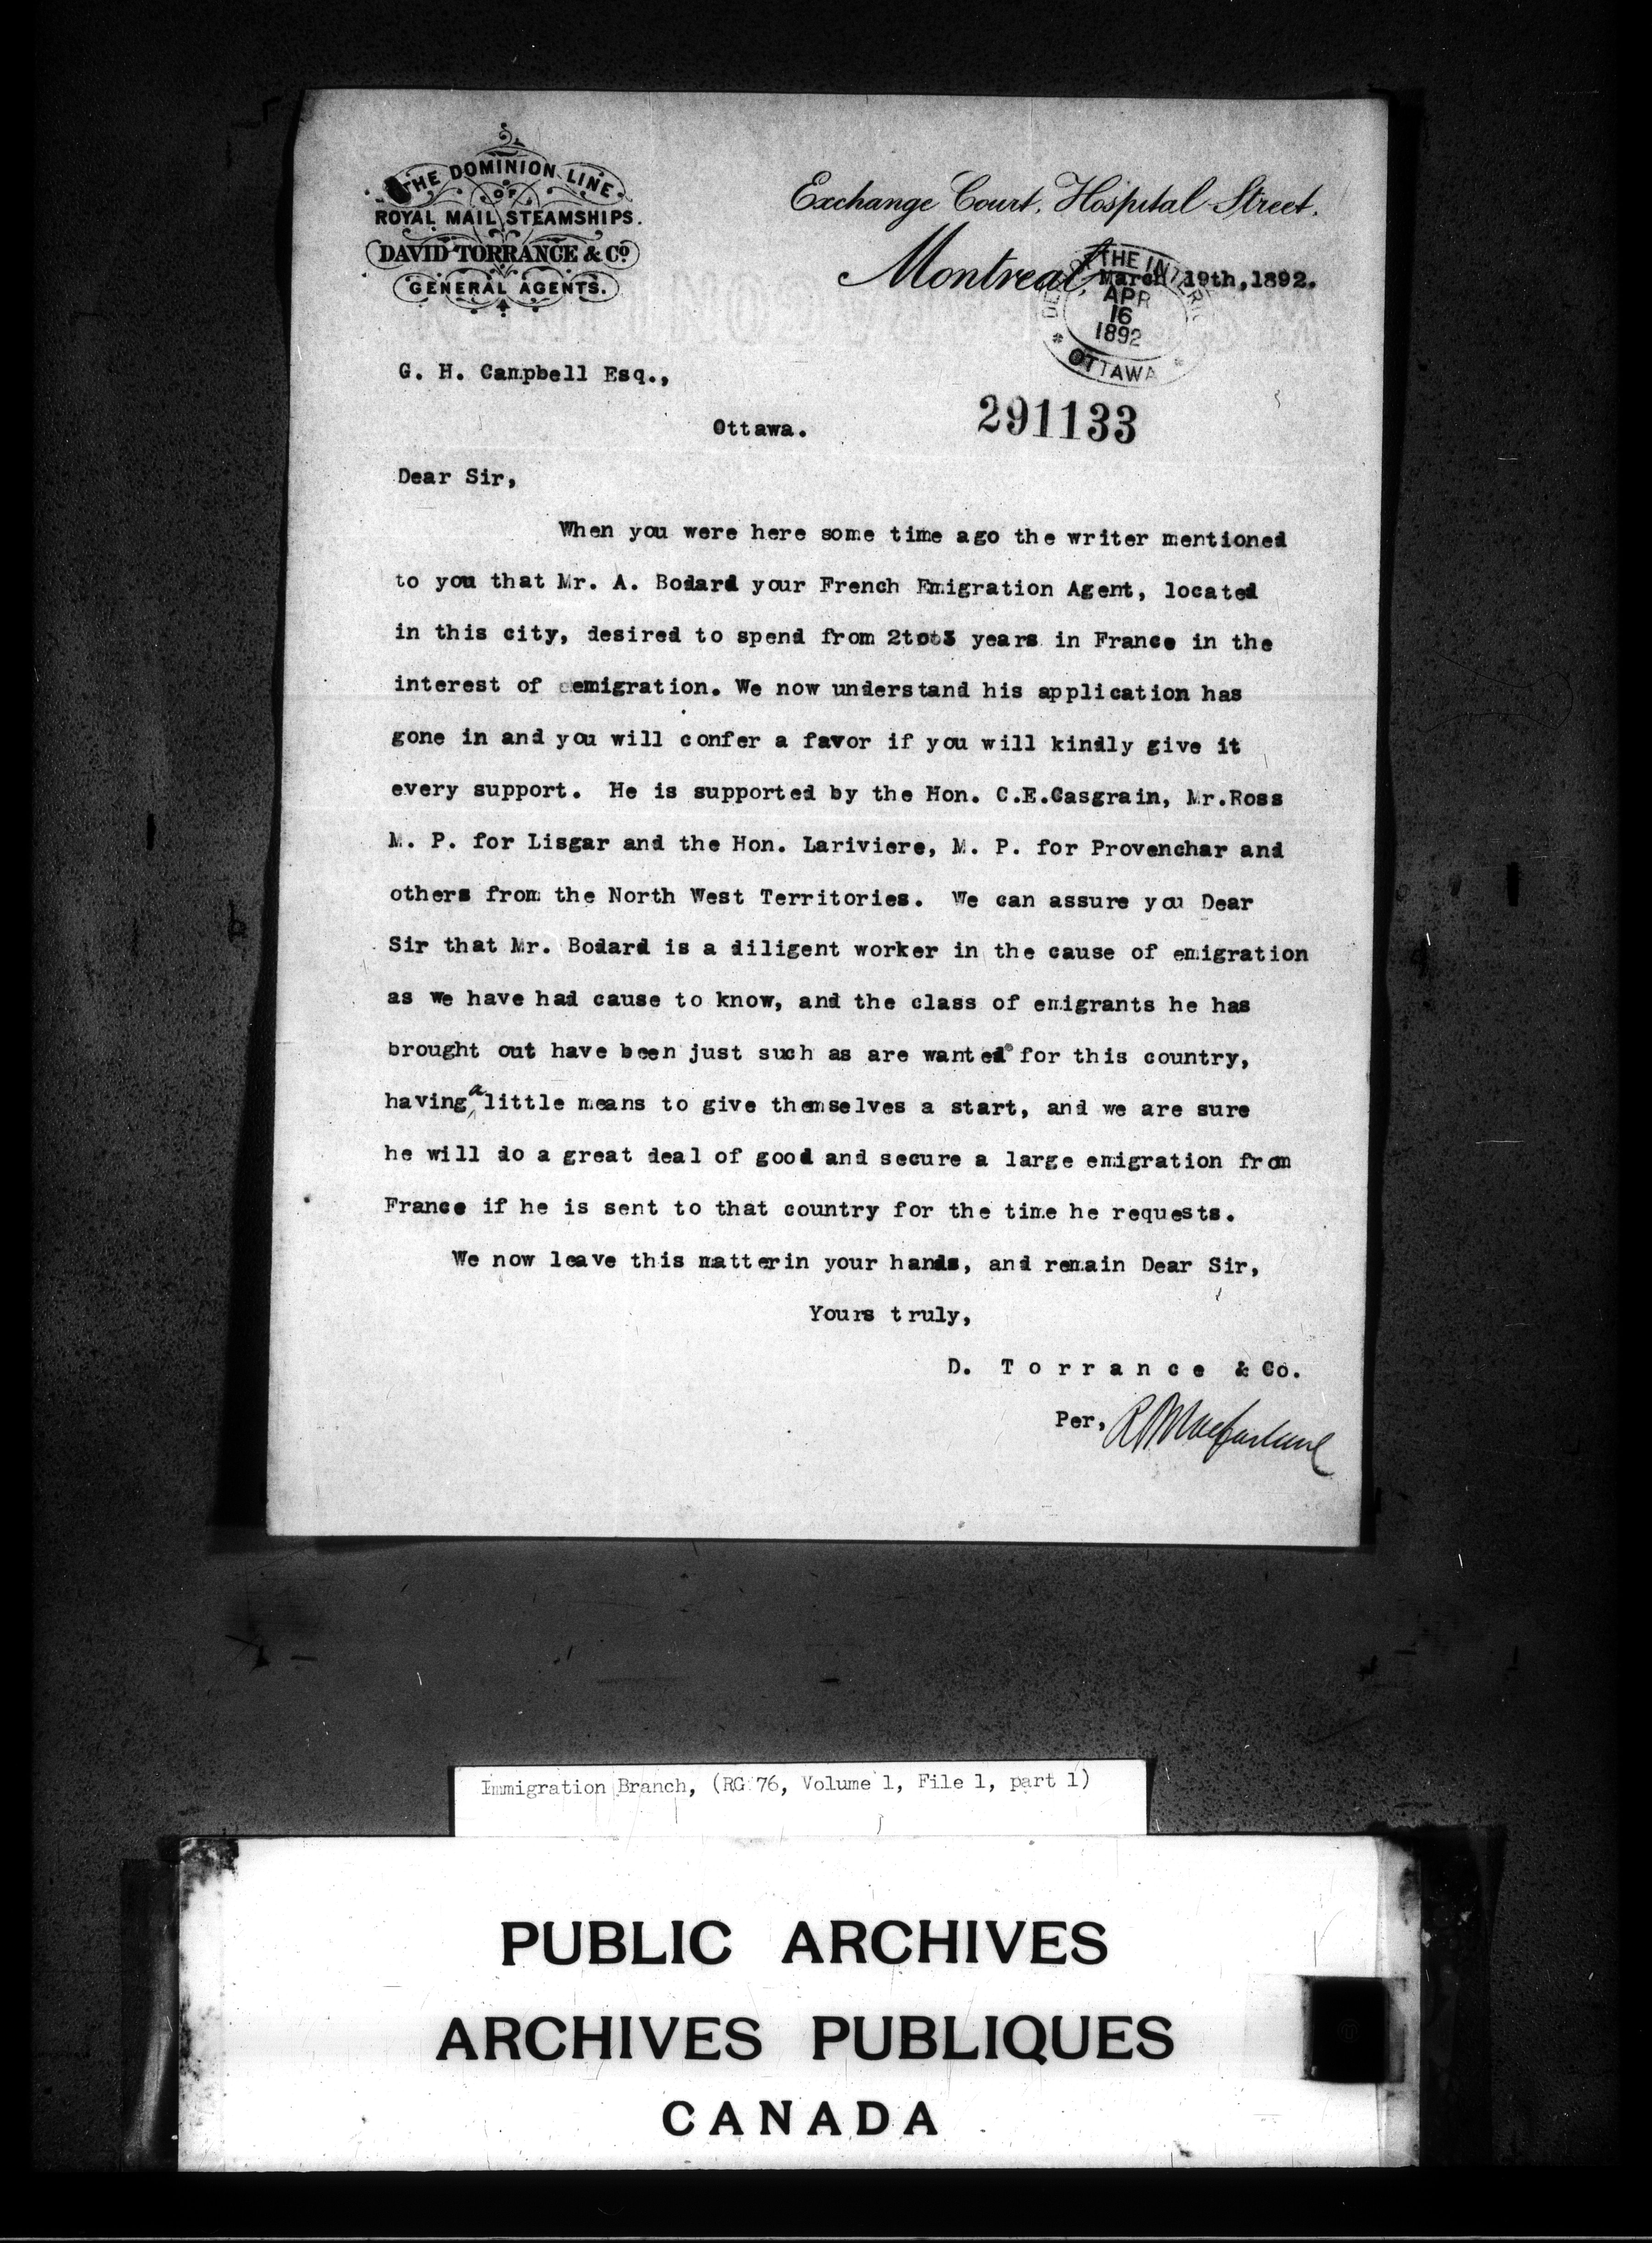 THE DOMINION LINE
OF
ROYAL MAIL STEAMSHIPS.
DAVID TORRANCE & Co
GENERAL AGENTS.
Exchange Court, Hospital Street,
Montreal, March 19th, 1892.
THE INTERIOR
APR
16
1892
* OTTAWA *
G. H. Campbell Esq.,
Ottawa.
291133
Dear Sir,
When you were here some time ago the writer mentioned
to you that Mr. A. Bodard your French Emigration Agent, located
in this city, desired to spend from 2 to 3 years in France in the
interest of emigration. We now understand his application has
gone in and you will confer a favor if you will kindly give it
every support. He is supported by the Hon. C.E.Casgrain, Mr.Ross
M. P. for Lisgar and the Hon. Lariviere, M. P. for Provenchar and
others from the North West Territories. We can assure you Dear
Sir that Mr. Bodard is a diligent worker in the cause of emigration
as we have had cause to know, and the class of emigrants he has
brought out have been just such as are wanted for this country,
having a little means to give themselves a start, and we are sure
he will do a great deal of good and secure a large emigration from
France if he is sent to that country for the time he requests.
We now leave this matterin your hands, and remain Dear Sir,
Yours truly,
D. Torrance & Co.
Per, R Macfarlane
Immigration Branch, (RG 76, Volume 1, File 1, part 1)
PUBLIC ARCHIVES
ARCHIVES PUBLIQUES
CANADA